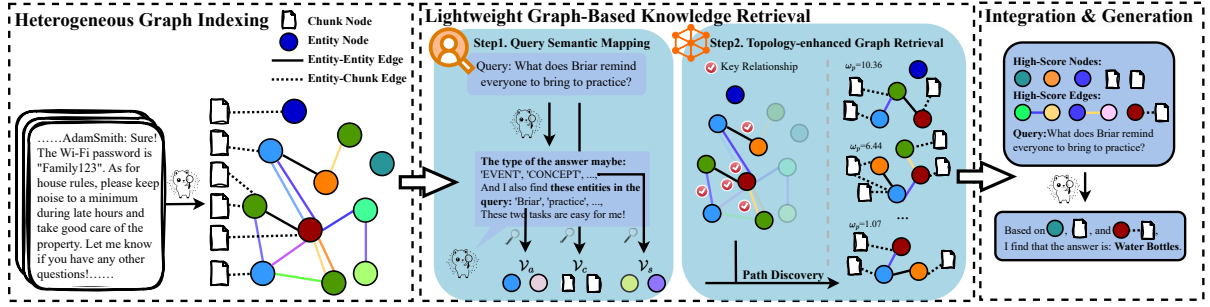 Heterogeneous Graph Indexing
Chunk Node
Entity Node
Entity-Entity Edge
Entity-Chunk Edge
……AdamSmith: Sure!
The Wi-Fi password is
"Family123". As for
house rules, please keep
noise to a minimum
during late hours and
take good care of the
property. Let me know
if you have any other
questions!……
Lightweight Graph-Based Knowledge Retrieval
Step1. Query Semantic Mapping
Query: What does Briar remind
everyone to bring to practice?
The type of the answer maybe:
'EVENT', 'CONCEPT', ...,
And I also find these entities in the
query: 'Briar', 'practice', ...,
These two tasks are easy for me!
𝒱a
𝒱c
𝒱s
Step2. Topology-enhanced Graph Retrieval
Key Relationship
ωp=10.36
ωp=6.44
...
ωp=1.07
Path Discovery
Integration & Generation
High-Score Nodes:
High-Score Edges:
Query:What does Briar remind
everyone to bring to practice?
Based on , , and ,
I find that the answer is: Water Bottles.